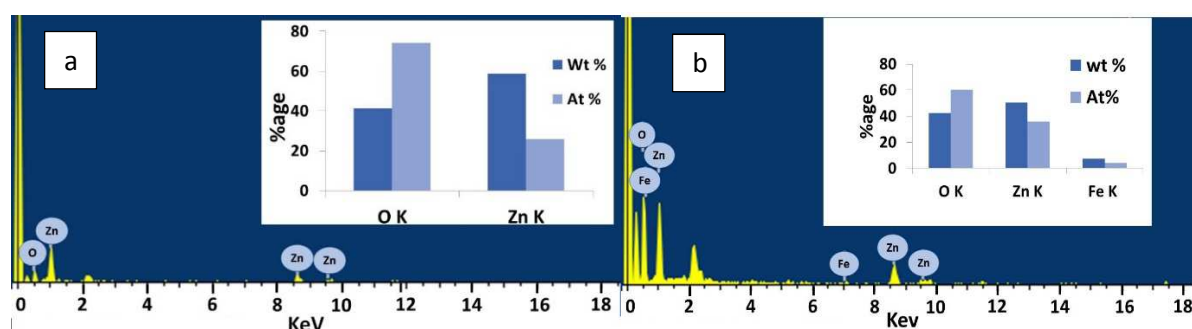 a
80
60
40
20
0
%age
Wt %
At %
O K
Zn K
O
Zn
Zn
Zn
0 2 4 6 8 10 12 14 16 18
KeV
b
80
60
40
20
0
%age
wt %
At%
O K
Zn K
Fe K
O
Zn
Fe
Fe
Zn
Zn
0 2 4 6 8 10 12 14 16 18
Kev